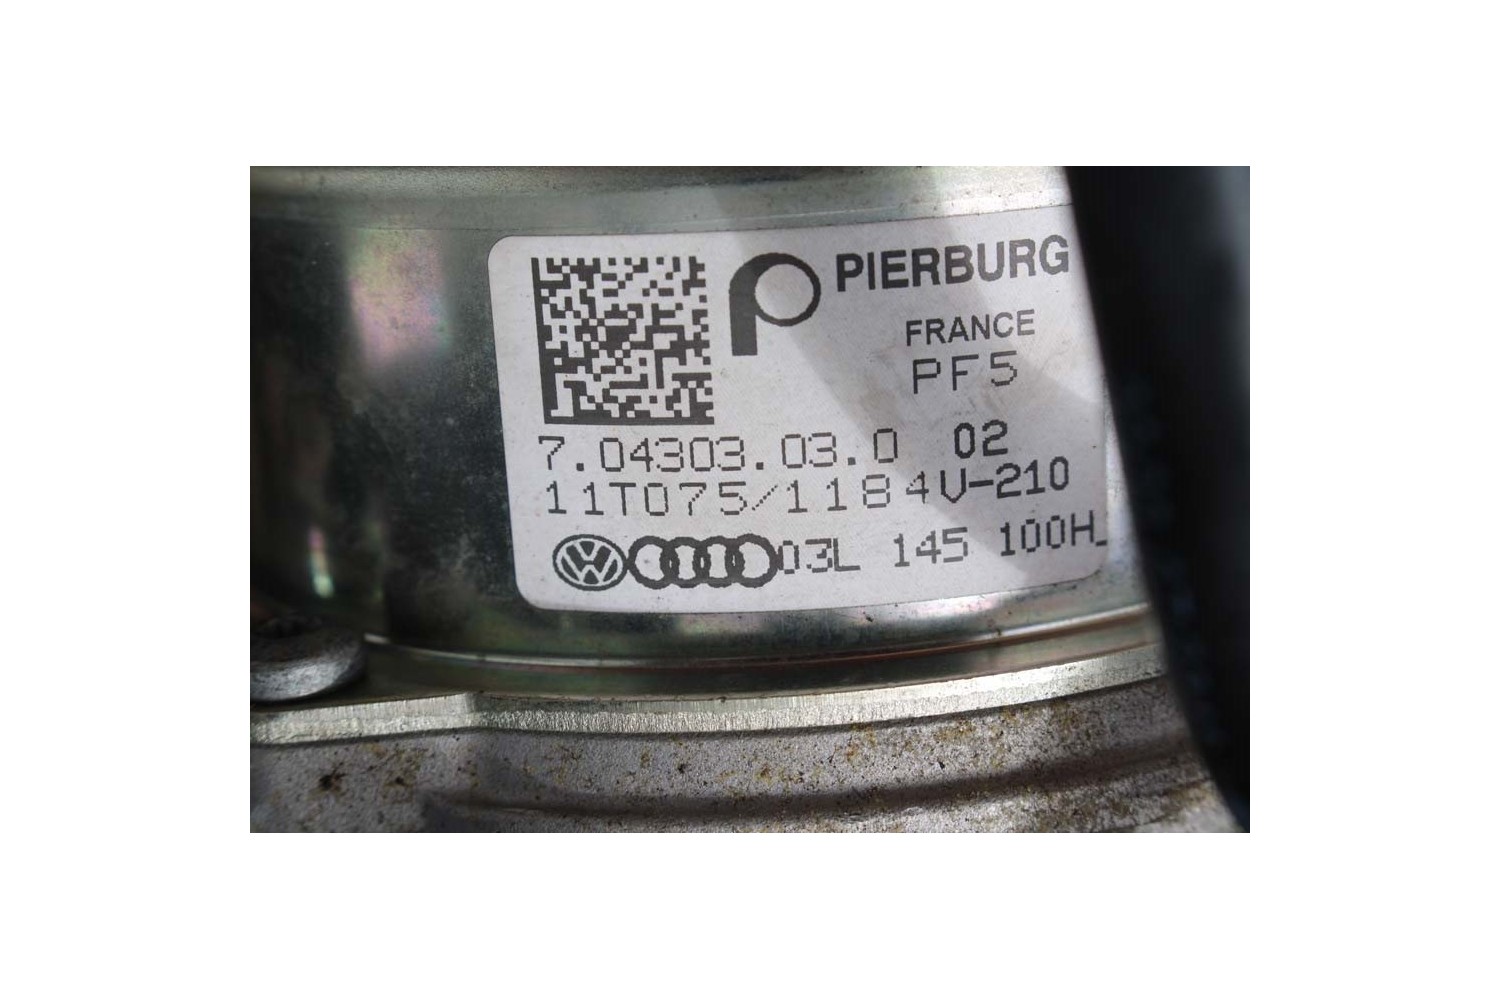 PIERBURG
FRANCE
PF5
7.04303.03.0 02
11T075/1184V-210
03L 145 100H